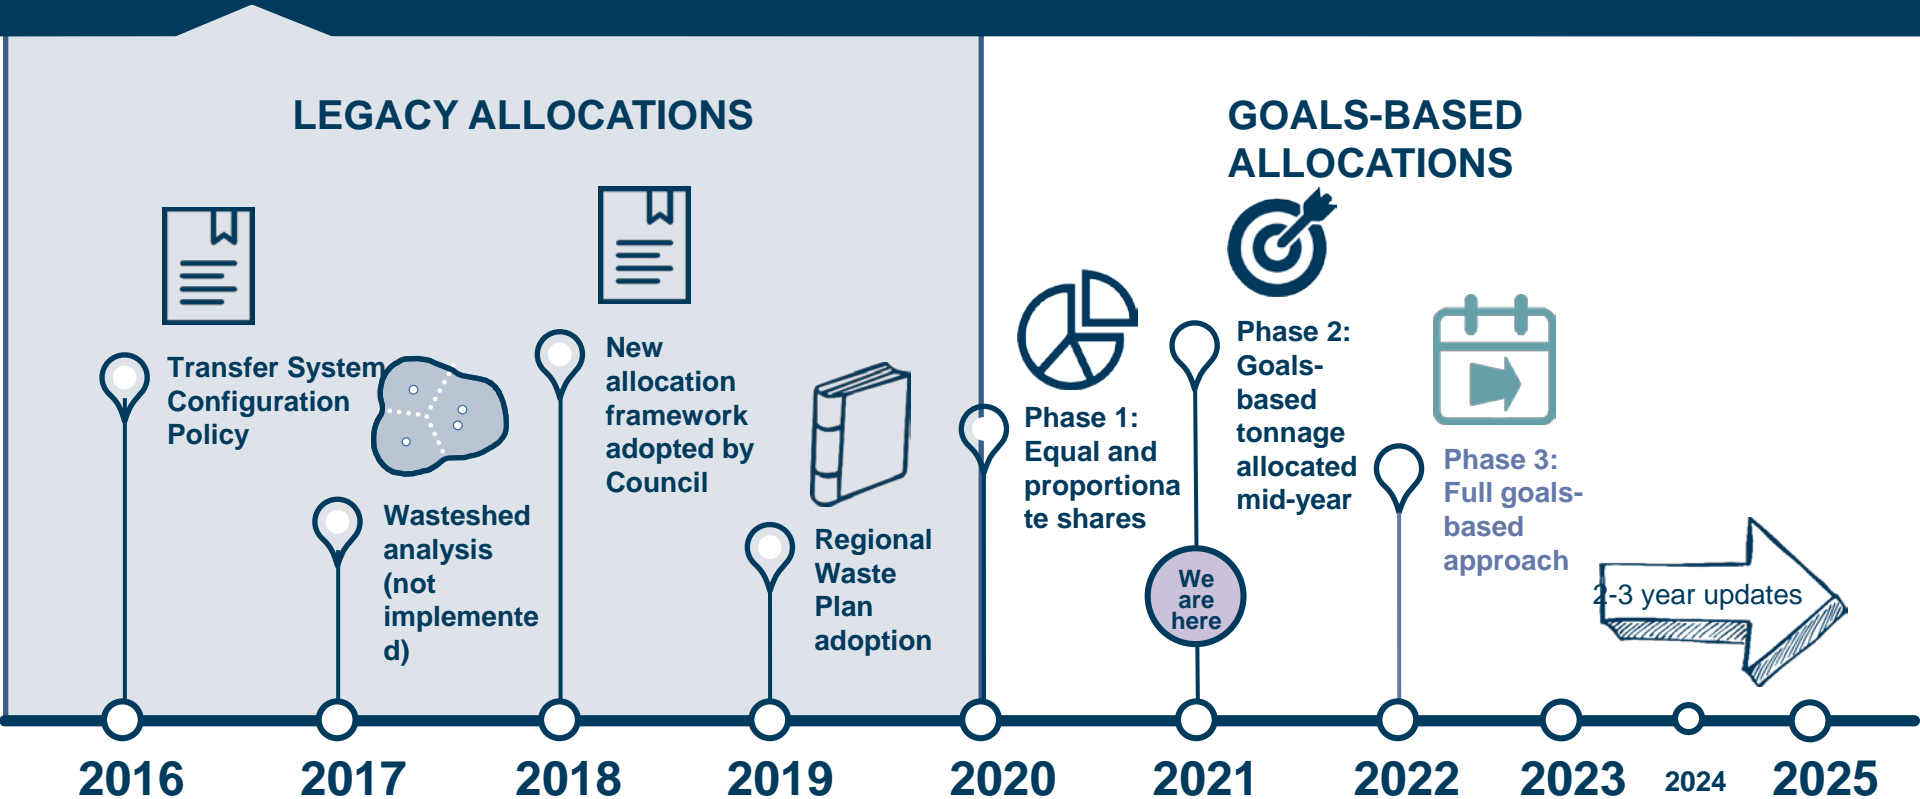 LEGACY ALLOCATIONS
GOALS-BASED
ALLOCATIONS
Transfer System
Configuration
Policy
Wasteshed
analysis
(not
implemente
d)
New
allocation
framework
adopted by
Council
Regional
Waste
Plan
adoption
Phase 1:
Equal and
proportiona
te shares
Phase 2:
Goals-
based
tonnage
allocated
mid-year
We
are
here
Phase 3:
Full goals-
based
approach
2-3 year updates
2016 2017 2018 2019 2020 2021 2022 2023 2024 2025